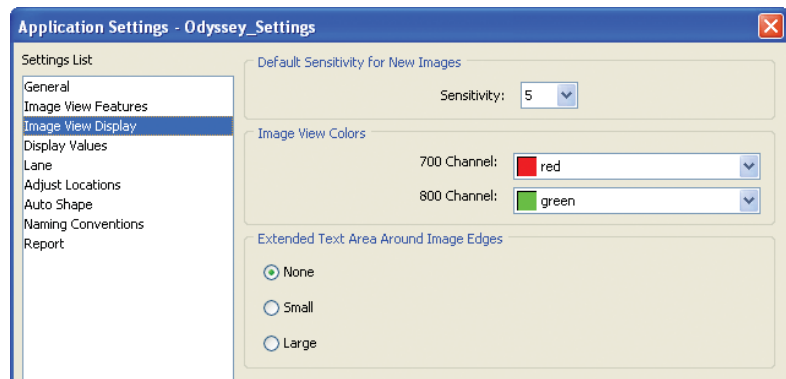 Application Settings - Odyssey_Settings
Settings List
General
Image View Features
Image View Display
Display Values
Lane
Adjust Locations
Auto Shape
Naming Conventions
Report
Default Sensitivity for New Images
Sensitivity: 5
Image View Colors
700 Channel: red
800 Channel: green
Extended Text Area Around Image Edges
None
Small
Large